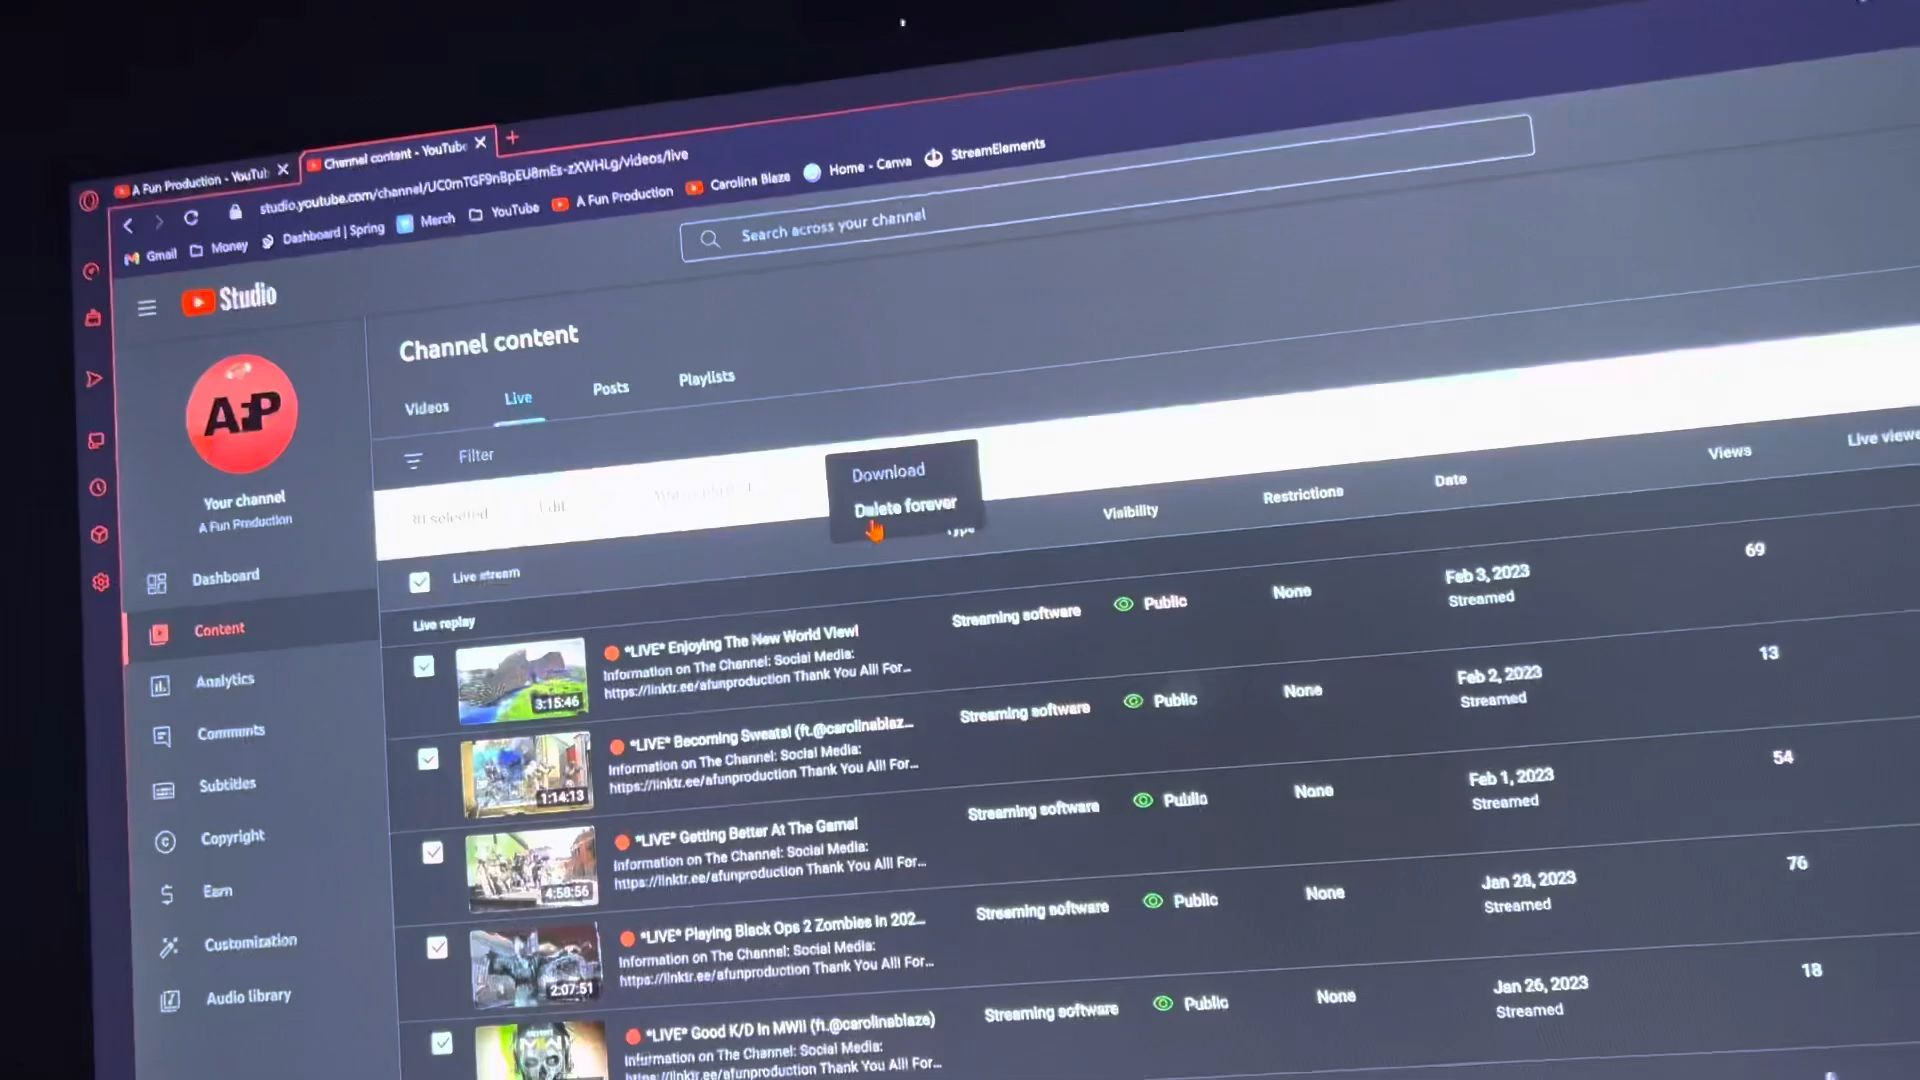 A Fun Production - YouTub
Channel content - YouTube
studio.youtube.com/channel/UC0mTGF9nBpEU8mEs-zXWHLg/videos/live
Gmail
Money
Dashboard | Spring
Merch
YouTube
A Fun Production
Carolina Blaze
Home - Canva
StreamElements
Studio
Search across your channel
AFP
Your channel
A Fun Production
Dashboard
Content
Analytics
Comments
Subtitles
Copyright
Earn
Customization
Audio library
Channel content
Videos
Live
Posts
Playlists
Filter
30 selected
Edit
Download
Delete forever
Live stream
Type
Visibility
Restrictions
Date
Views
Live viewe
Live replay
3:15:46
*LIVE* Enjoying The New World View!
Information on The Channel: Social Media:
https://linktr.ee/afunproduction Thank You All! For...
Streaming software
Public
None
Feb 3, 2023
Streamed
69
1:14:13
*LIVE* Becoming Sweats! (ft.@carolinablaz...
Information on The Channel: Social Media:
https://linktr.ee/afunproduction Thank You All! For...
Streaming software
Public
None
Feb 2, 2023
Streamed
13
4:58:56
*LIVE* Getting Better At The Game!
Information on The Channel: Social Media:
https://linktr.ee/afunproduction Thank You All! For...
Streaming software
Public
None
Feb 1, 2023
Streamed
54
2:07:51
*LIVE* Playing Black Ops 2 Zombies In 202...
Information on The Channel: Social Media:
https://linktr.ee/afunproduction Thank You All! For...
Streaming software
Public
None
Jan 28, 2023
Streamed
76
*LIVE* Good K/D In MWII (ft.@carolinablaze)
Information on The Channel: Social Media:
https://linktr.ee/afunproduction Thank You All! For...
Streaming software
Public
None
Jan 26, 2023
Streamed
18